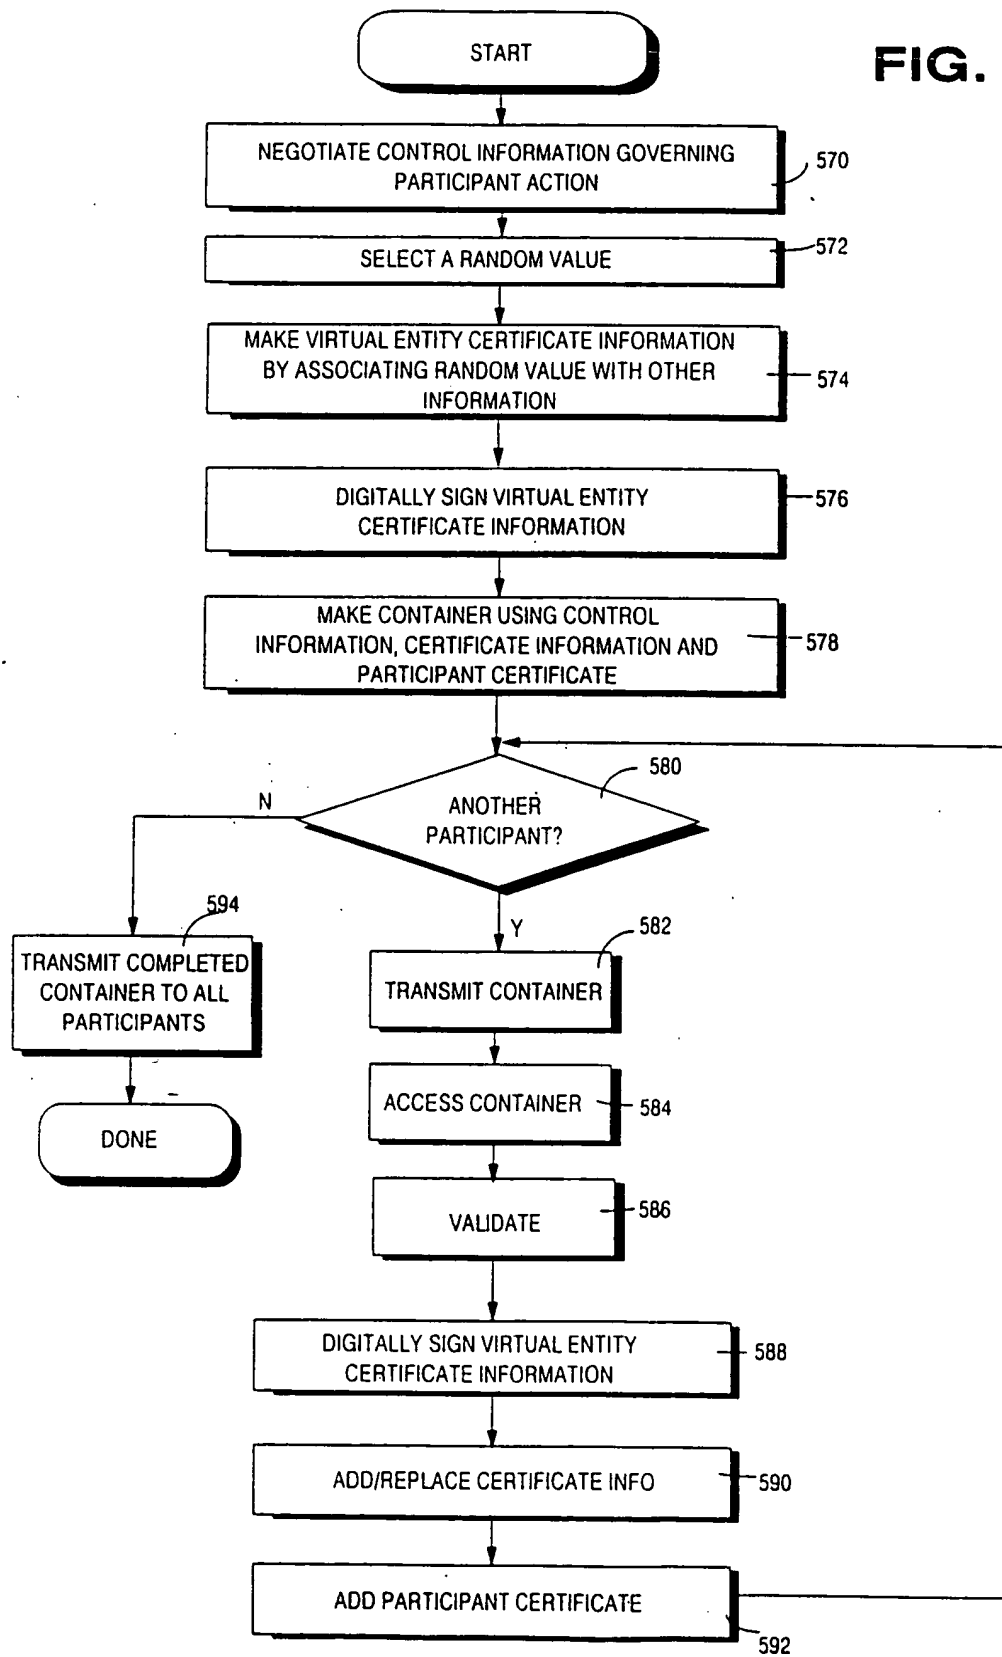 START
FIG.
NEGOTIATE CONTROL INFORMATION GOVERNING
PARTICIPANT ACTION
570
SELECT A RANDOM VALUE
572
MAKE VIRTUAL ENTITY CERTIFICATE INFORMATION
BY ASSOCIATING RANDOM VALUE WITH OTHER
INFORMATION
574
DIGITALLY SIGN VIRTUAL ENTITY
CERTIFICATE INFORMATION
576
MAKE CONTAINER USING CONTROL
INFORMATION, CERTIFICATE INFORMATION AND
PARTICIPANT CERTIFICATE
578
580
N
ANOTHER
PARTICIPANT?
594
Y
582
TRANSMIT COMPLETED
CONTAINER TO ALL
PARTICIPANTS
TRANSMIT CONTAINER
ACCESS CONTAINER
584
DONE
VALIDATE
586
DIGITALLY SIGN VIRTUAL ENTITY
CERTIFICATE INFORMATION
588
ADD/REPLACE CERTIFICATE INFO
590
ADD PARTICIPANT CERTIFICATE
592